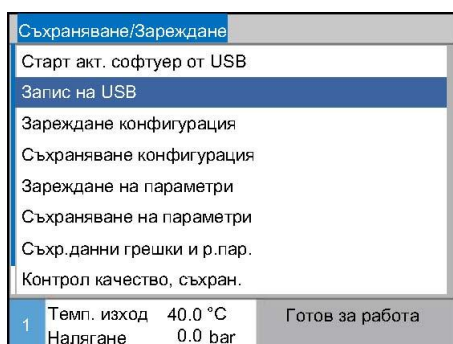 Съхраняване/Зареждане
Старт акт. софтуер от USB
Запис на USB
Зареждане конфигурация
Съхраняване конфигурация
Зареждане на параметри
Съхраняване на параметри
Съхр.данни грешки и р.пар.
Контрол качество, съхран.
1 Темп. изход 40.0 °C Готов за работа
Налягане 0.0 bar